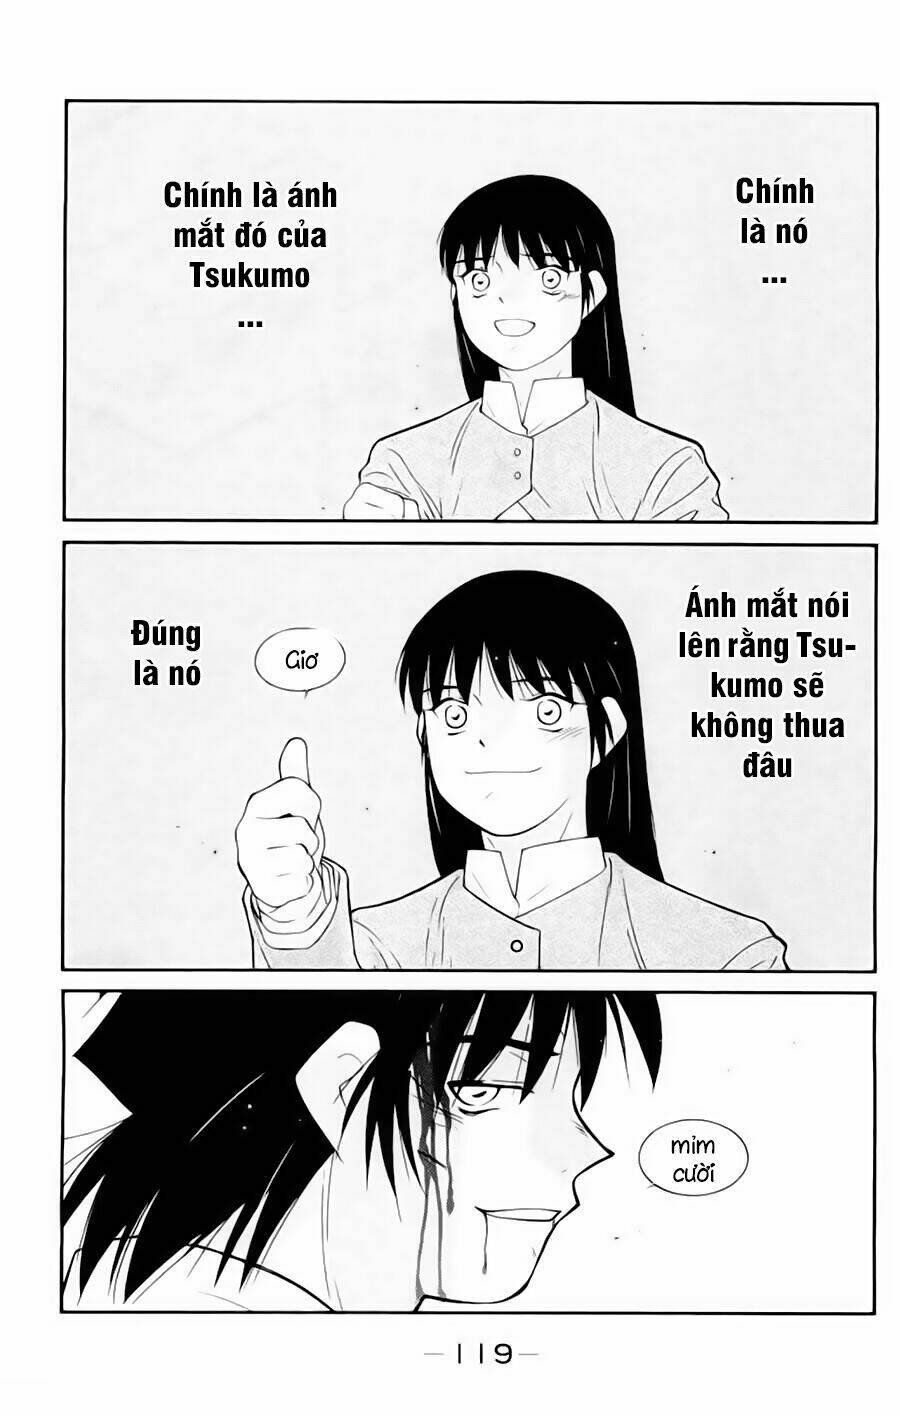 Chính
là nó
...
Chính là ánh
mắt đó của
Tsukumo
...
Ánh mắt nói
lên rằng Tsu-
kumo sẽ
không thua
đâu
Giơ
Đúng
là nó
mỉm
cười
119